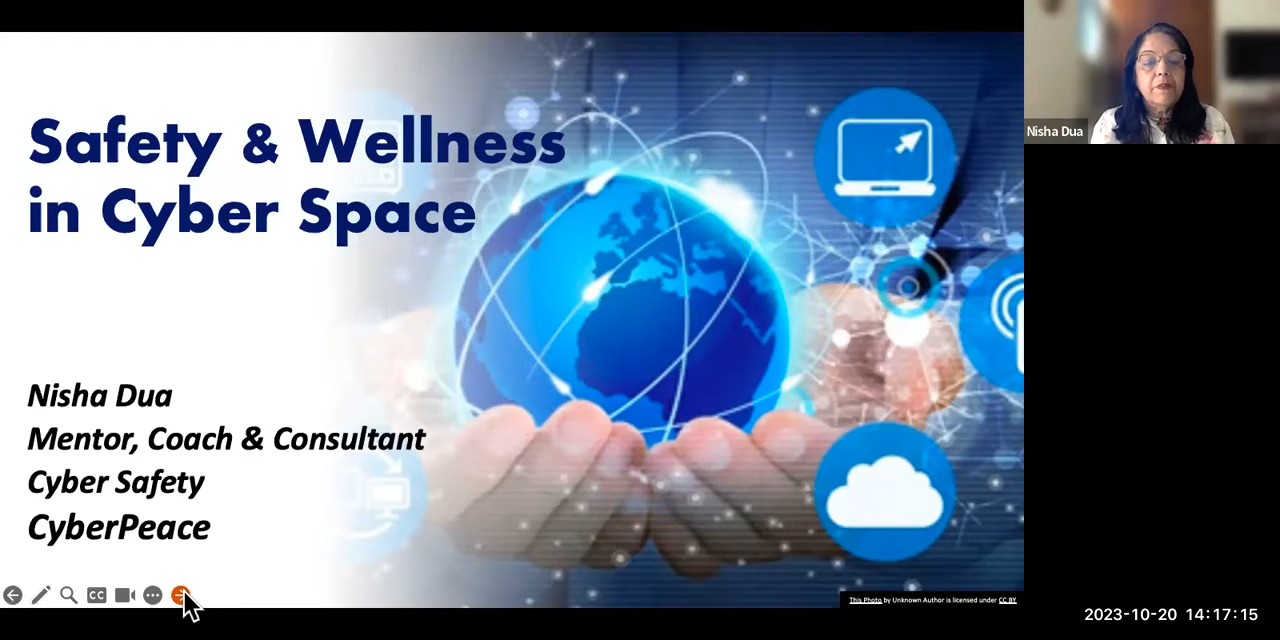 Safety & Wellness
in Cyber Space
Nisha Dua
Mentor, Coach & Consultant
Cyber Safety
CyberPeace
CC
This Photo by Unknown Author is licensed under CC BY
Nisha Dua
2023-10-20 14:17:15